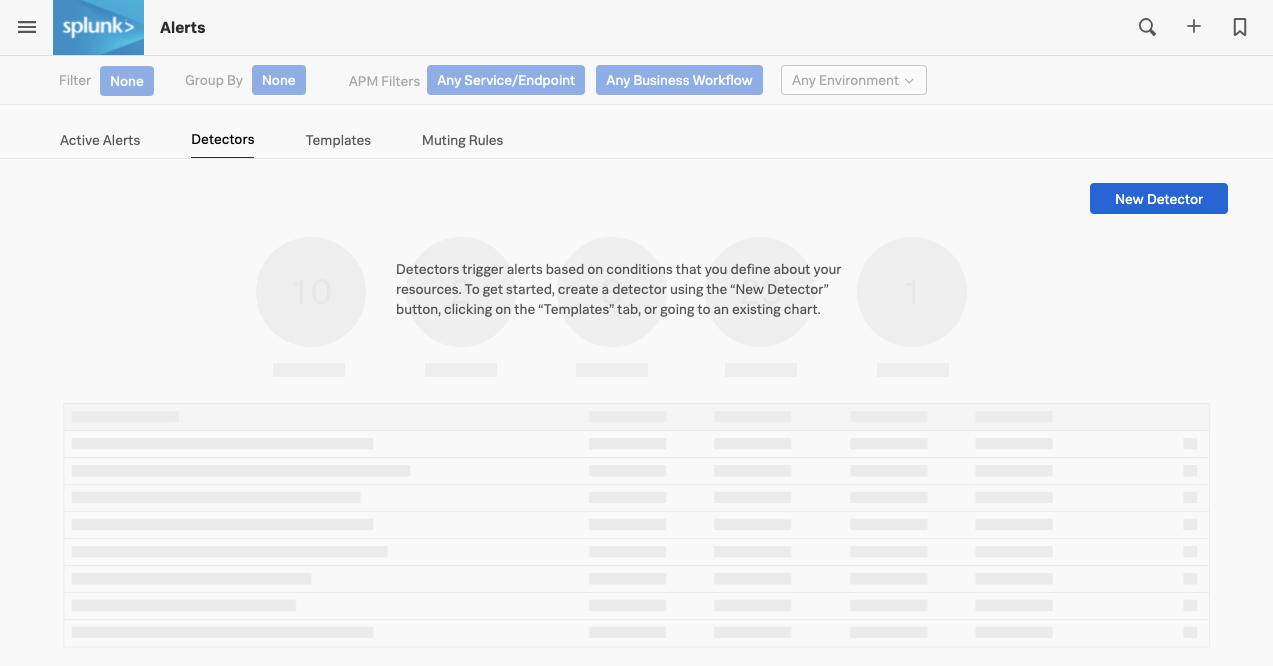 splunk> Alerts
Filter None Group By None APM Filters Any Service/Endpoint Any Business Workflow Any Environment
Active Alerts Detectors Templates Muting Rules
New Detector
Detectors trigger alerts based on conditions that you define about your
resources. To get started, create a detector using the “New Detector”
button, clicking on the “Templates” tab, or going to an existing chart.
10 1